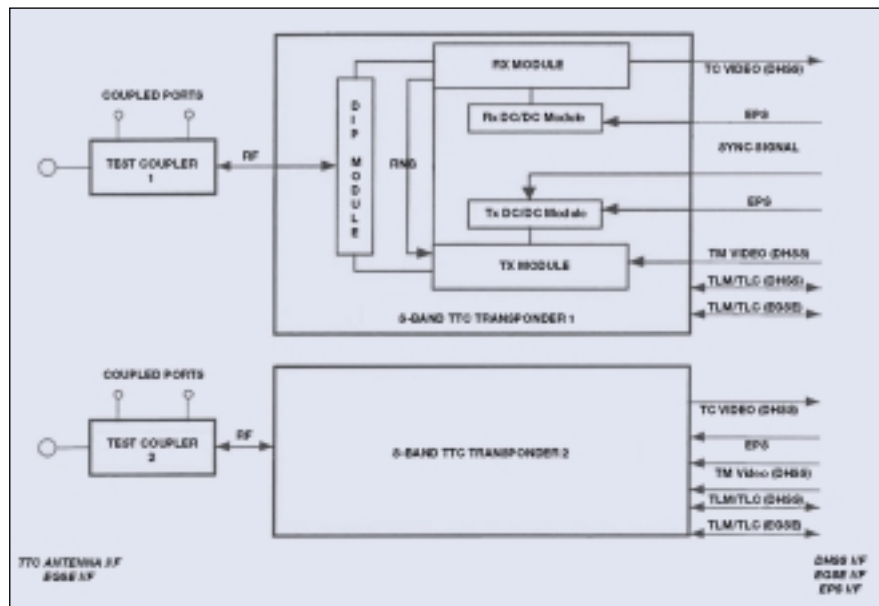 COUPLED PORTS
TEST COUPLER
1
RF
DIP MODULE
RX MODULE
Rx DC/DC Module
RNG
Tx DC/DC Module
TX MODULE
S-BAND TTC TRANSPONDER 1
TC VIDEO (DHSS)
EPS
SYNC SIGNAL
EPS
TM VIDEO (DHSS)
TLM/TLC (DHSS)
TLM/TLC (EGSE)
COUPLED PORTS
TEST COUPLER
2
RF
S-BAND TTC TRANSPONDER 2
TC VIDEO (DHSS)
EPS
TM Video (DHSS)
TLM/TLC (DHSS)
TLM/TLC (EGSE)
TTC ANTENNA I/F
EGSE I/F
DHSS I/F
EGSE I/F
EPS I/F